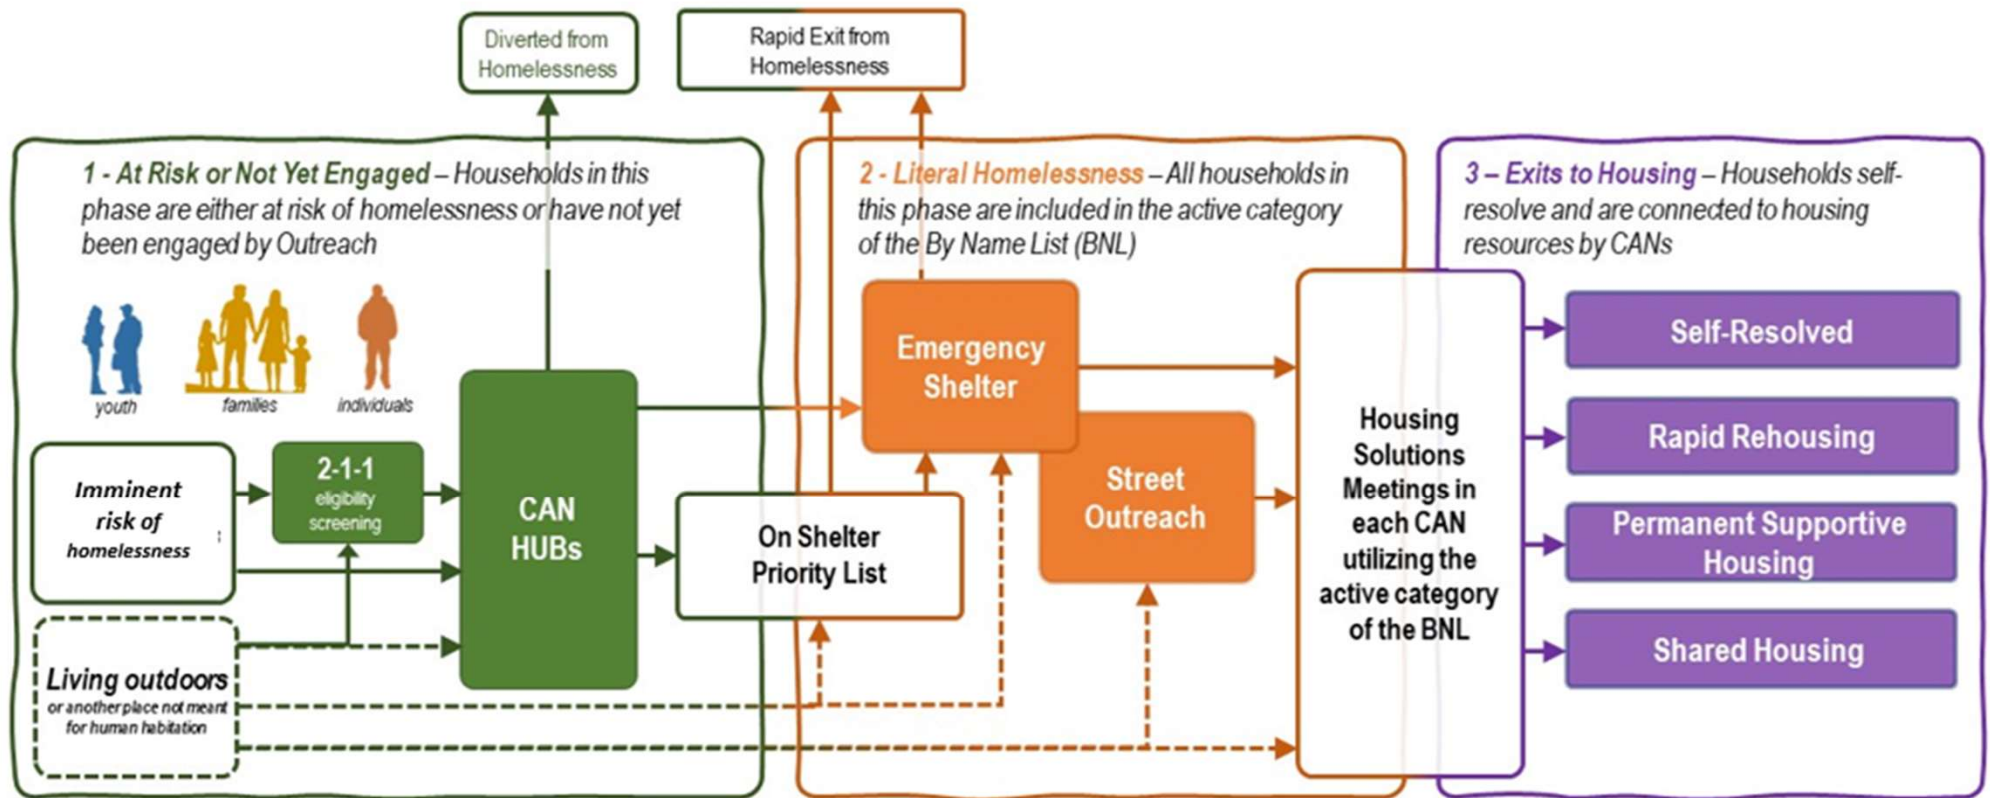 Diverted from
Homelessness
Rapid Exit from
Homelessness
1 - At Risk or Not Yet Engaged – Households in this
phase are either at risk of homelessness or have not yet
been engaged by Outreach
youth
families
individuals
Imminent
risk of
homelessness
2-1-1
eligibility
screening
Living outdoors
or another place not meant
for human habitation
CAN
HUBs
On Shelter
Priority List
2 - Literal Homelessness – All households in
this phase are included in the active category
of the By Name List (BNL)
Emergency
Shelter
Street
Outreach
Housing
Solutions
Meetings in
each CAN
utilizing the
active category
of the BNL
3 – Exits to Housing – Households self-
resolve and are connected to housing
resources by CANs
Self-Resolved
Rapid Rehousing
Permanent Supportive
Housing
Shared Housing